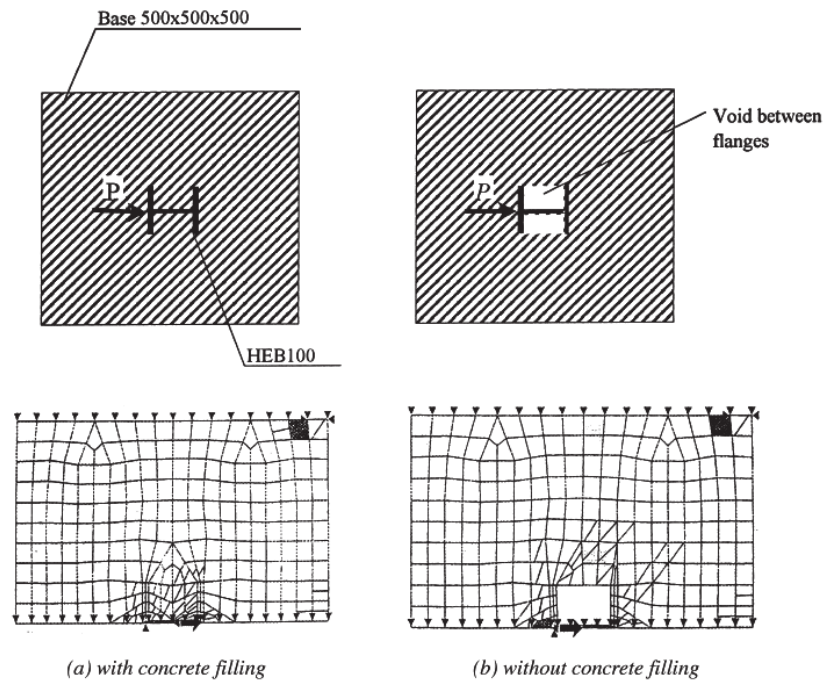 Base 500x500x500
P
HEB100
P
Void between
flanges
(a) with concrete filling
(b) without concrete filling